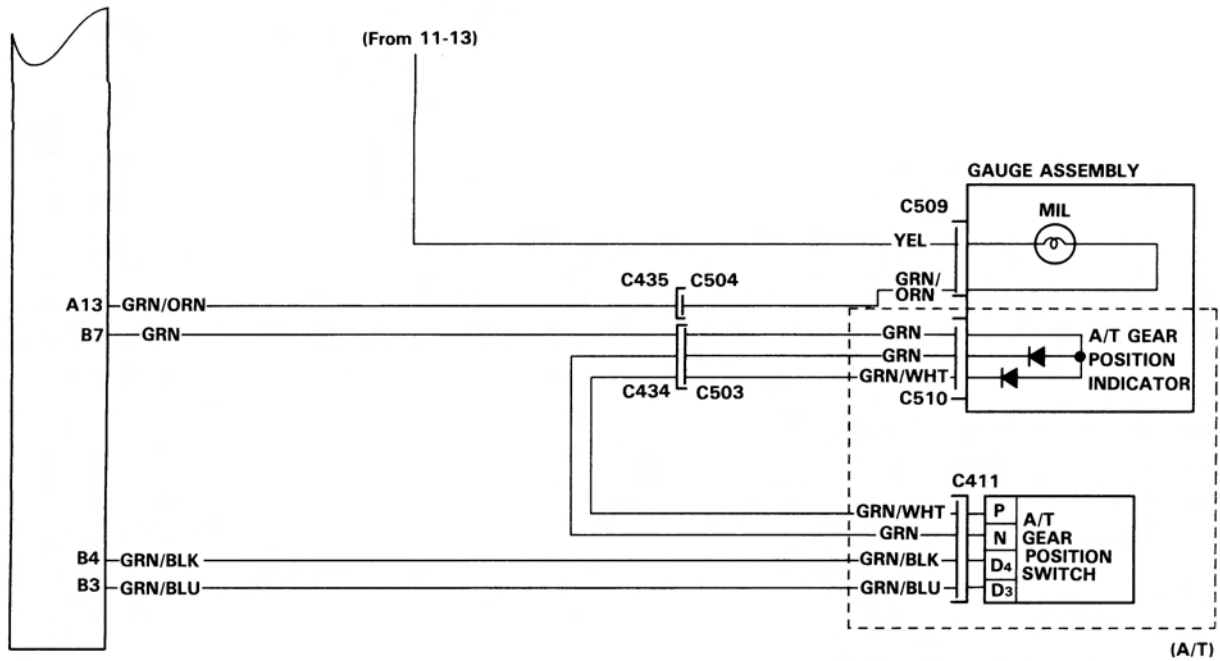 (From 11-13)
GAUGE ASSEMBLY
C509
MIL
YEL
C435 C504
GRN/
ORN
A13 GRN/ORN
B7 GRN
GRN
GRN
GRN/WHT
A/T GEAR
POSITION
INDICATOR
C434 C503
C510
C411
GRN/WHT
GRN
GRN/BLK
GRN/BLU
P
N
D4
D3
A/T
GEAR
POSITION
SWITCH
B4 GRN/BLK
B3 GRN/BLU
(A/T)